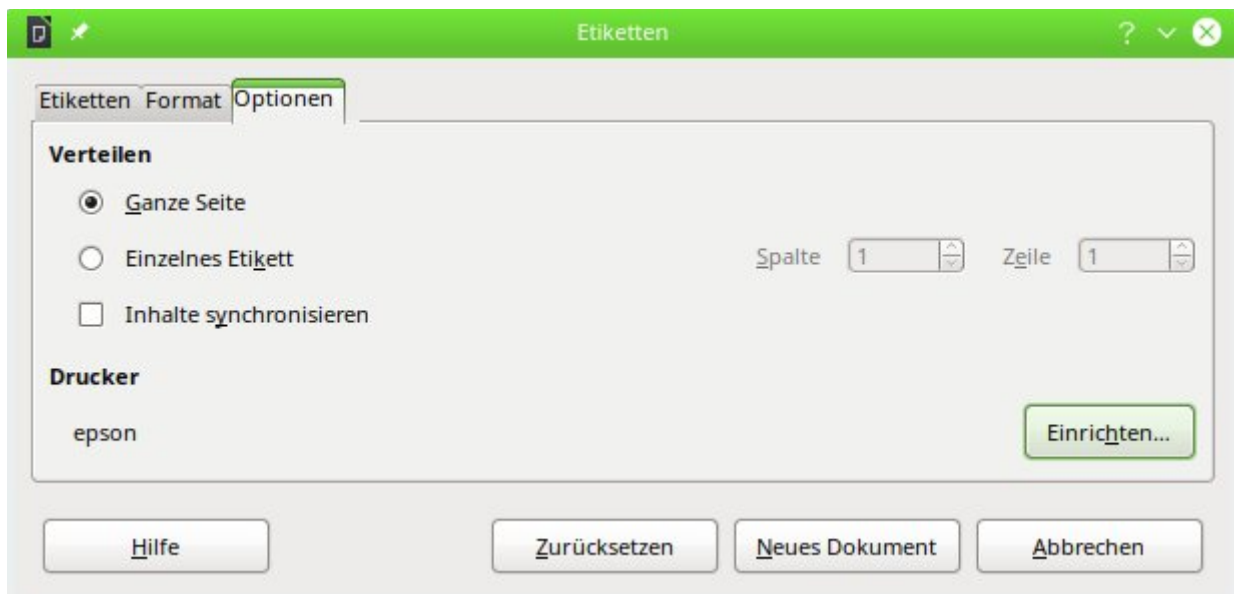 Etiketten
?
Etiketten Format Optionen
Verteilen
Ganze Seite
Einzelnes Etikett Spalte 1 Zeile 1
Inhalte synchronisieren
Drucker
epson Einrichten...
Hilfe Zurücksetzen Neues Dokument Abbrechen